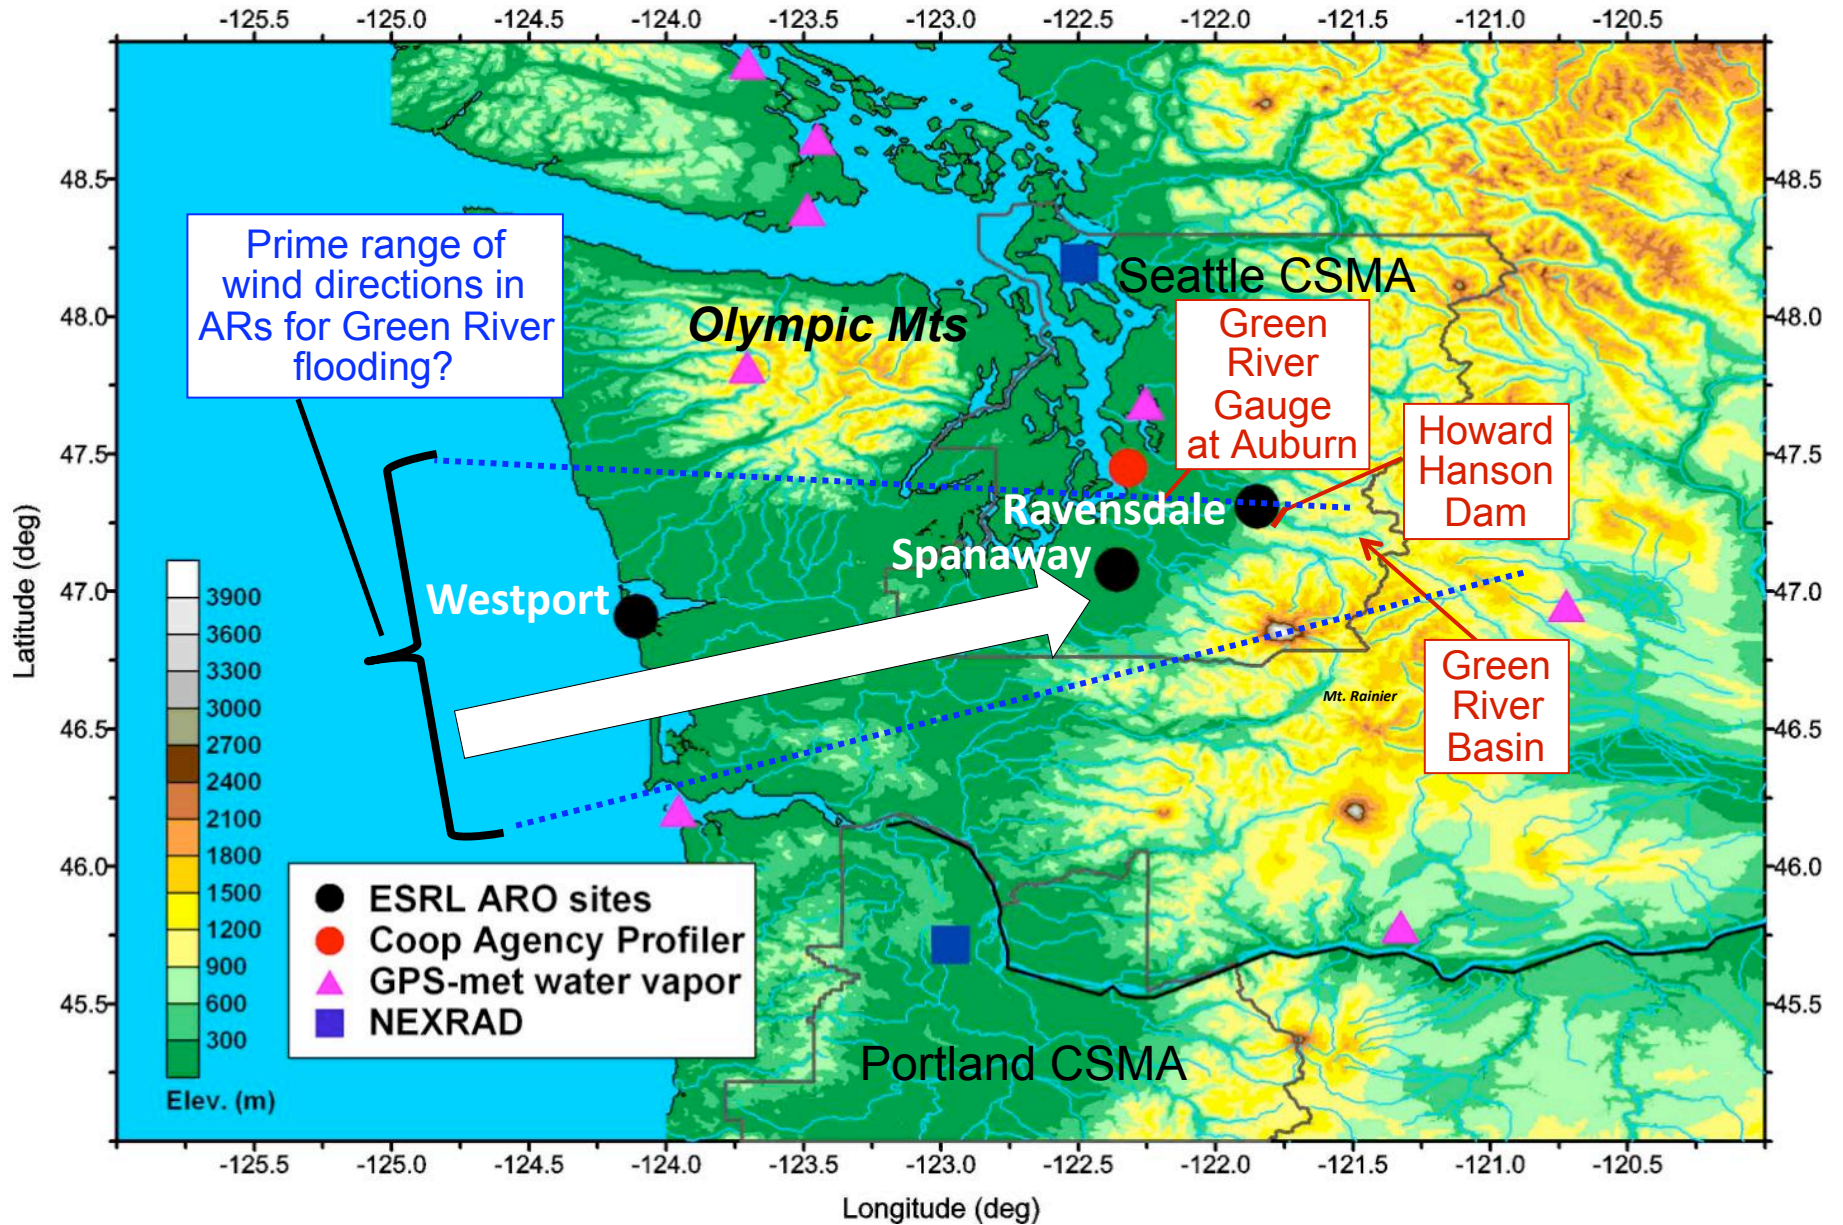 -125.5 -125.0 -124.5 -124.0 -123.5 -123.0 -122.5 -122.0 -121.5 -121.0 -120.5
48.5
48.5
Prime range of
wind directions in
ARs for Green River
flooding?
Seattle CSMA
Olympic Mts
48.0
48.0
Green
River
Gauge
at Auburn
Howard
Hanson
Dam
47.5
47.5
Ravensdale
Spanaway
Westport
47.0
47.0
Latitude (deg)
Green
River
Basin
Mt. Rainier
46.5
46.5
46.0
46.0
45.5
45.5
3900
3600
3300
3000
2700
2400
2100
1800
1500
1200
900
600
300
Elev. (m)
ESRL ARO sites
Coop Agency Profiler
GPS-met water vapor
NEXRAD
Portland CSMA
-125.5 -125.0 -124.5 -124.0 -123.5 -123.0 -122.5 -122.0 -121.5 -121.0 -120.5
Longitude (deg)